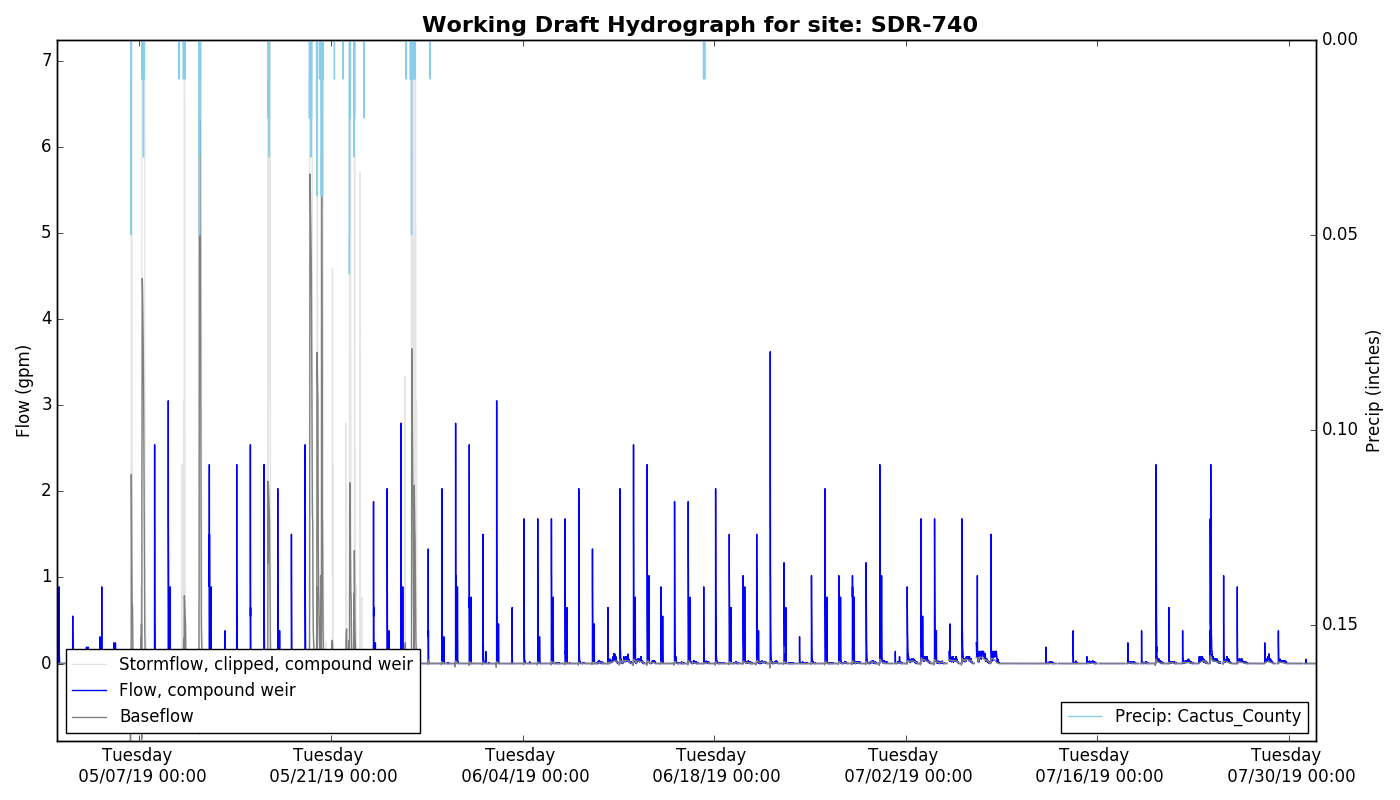 Working Draft Hydrograph for site: SDR-740
7
6
5
4
3
2
1
0
Flow (gpm)
0.00
0.05
0.10
0.15
Precip (inches)
Stormflow, clipped, compound weir
Flow, compound weir
Baseflow
Precip: Cactus_County
Tuesday
05/07/19 00:00
Tuesday
05/21/19 00:00
Tuesday
06/04/19 00:00
Tuesday
06/18/19 00:00
Tuesday
07/02/19 00:00
Tuesday
07/16/19 00:00
Tuesday
07/30/19 00:00